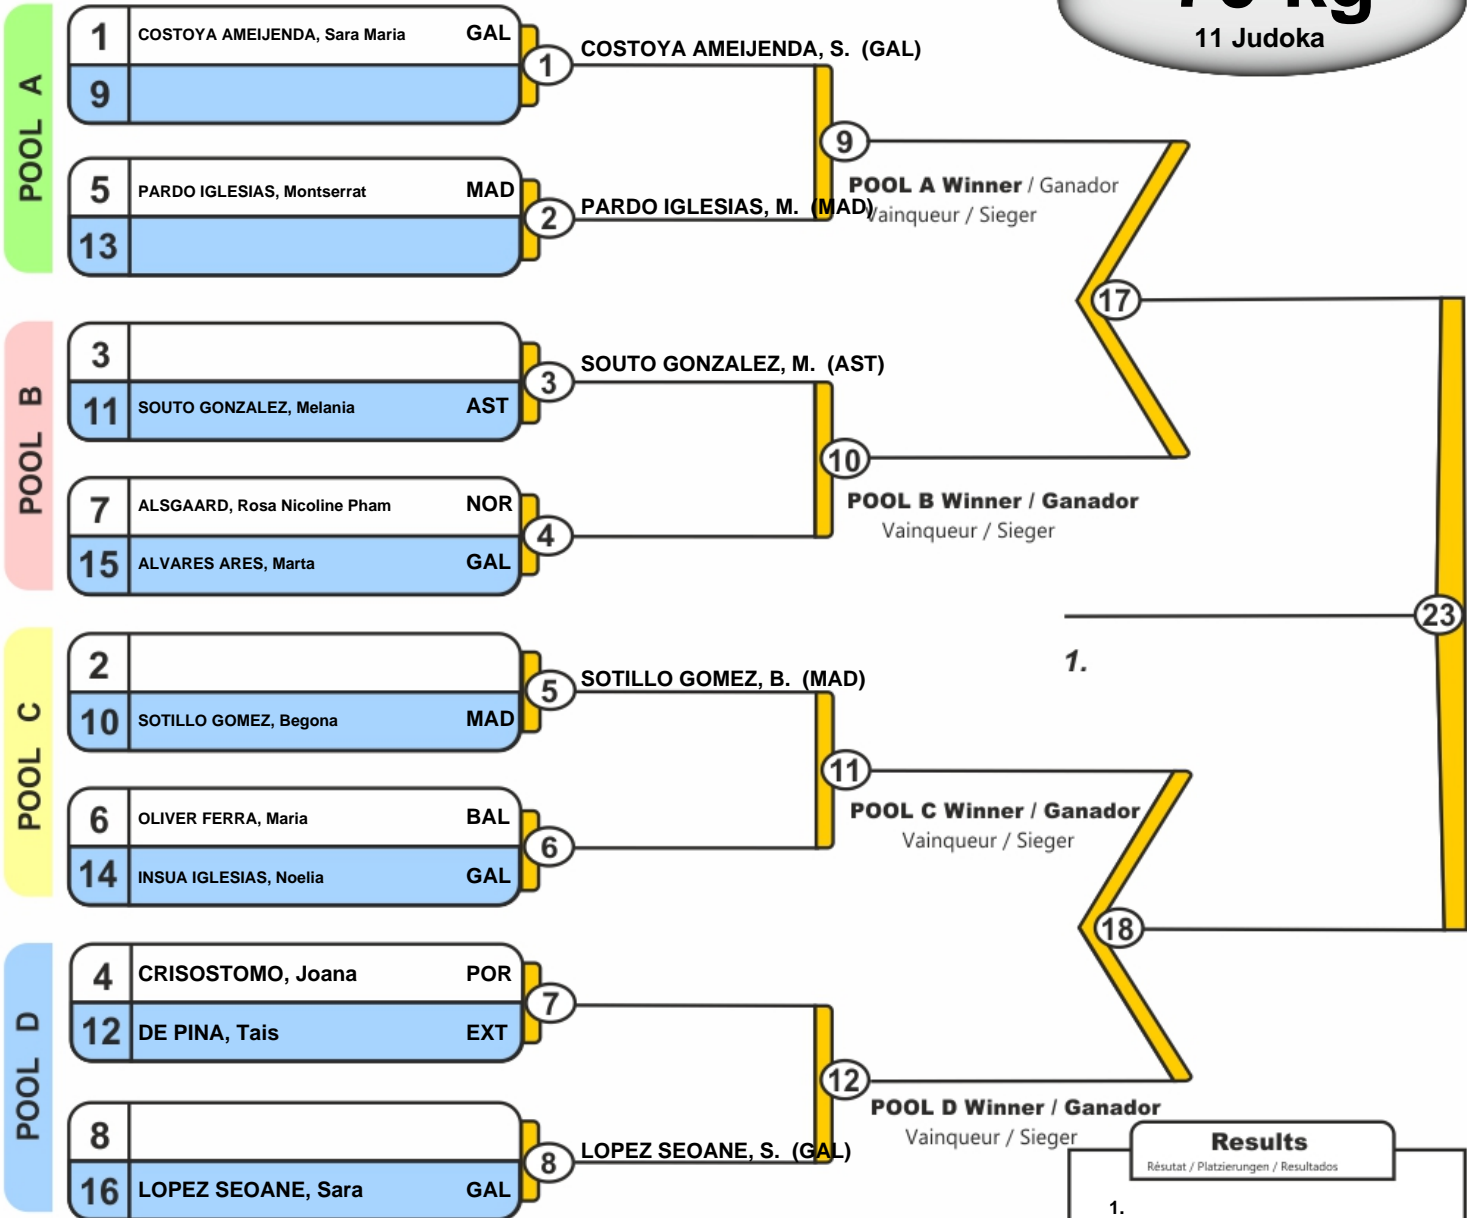 70 kg
11 Judoka
POOL A
1 COSTOYA AMEIJENDA, Sara Maria GAL
9
1
COSTOYA AMEIJENDA, S. (GAL)
5 PARDO IGLESIAS, Montserrat MAD
13
2
PARDO IGLESIAS, M. (MAD)
9
POOL A Winner / Ganador
Vainqueur / Sieger
17
POOL B
3
11 SOUTO GONZALEZ, Melania AST
3
SOUTO GONZALEZ, M. (AST)
7 ALSGAARD, Rosa Nicoline Pham NOR
15 ALVARES ARES, Marta GAL
4
10
POOL B Winner / Ganador
Vainqueur / Sieger
23
1.
POOL C
2
10 SOTILLO GOMEZ, Begona MAD
5
SOTILLO GOMEZ, B. (MAD)
6 OLIVER FERRA, Maria BAL
14 INSUA IGLESIAS, Noelia GAL
6
11
POOL C Winner / Ganador
Vainqueur / Sieger
18
POOL D
4 CRISOSTOMO, Joana POR
12 DE PINA, Tais EXT
7
8
16 LOPEZ SEOANE, Sara GAL
8
LOPEZ SEOANE, S. (GAL)
12
POOL D Winner / Ganador
Vainqueur / Sieger
Results
Résutat / Platzierungen / Resultados
1.